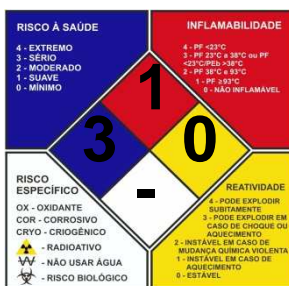 RISCO À SAÚDE
4 - EXTREMO
3 - SÉRIO
2 - MODERADO
1 - SUAVE
0 - MÍNIMO
INFLAMABILIDADE
4 - PF <23°C
3 - PF 23°C a 38°C ou PF
<23°C/PEb >38°C
2 - PF 38°C a 93°C
1 - PF ≥93°C
0 - NÃO INFLAMÁVEL
1
3
0
-
RISCO
ESPECÍFICO
OX - OXIDANTE
COR - CORROSIVO
CRYO - CRIOGÊNICO
- RADIOATIVO
W - NÃO USAR ÁGUA
- RISCO BIOLÓGICO
REATIVIDADE
4 - PODE EXPLODIR
SUBITAMENTE
3 - PODE EXPLODIR EM
CASO DE CHOQUE OU
AQUECIMENTO
2 - INSTÁVEL EM CASO DE
MUDANÇA QUÍMICA VIOLENTA
1 - INSTÁVEL EM CASO DE
AQUECIMENTO
0 - ESTÁVEL